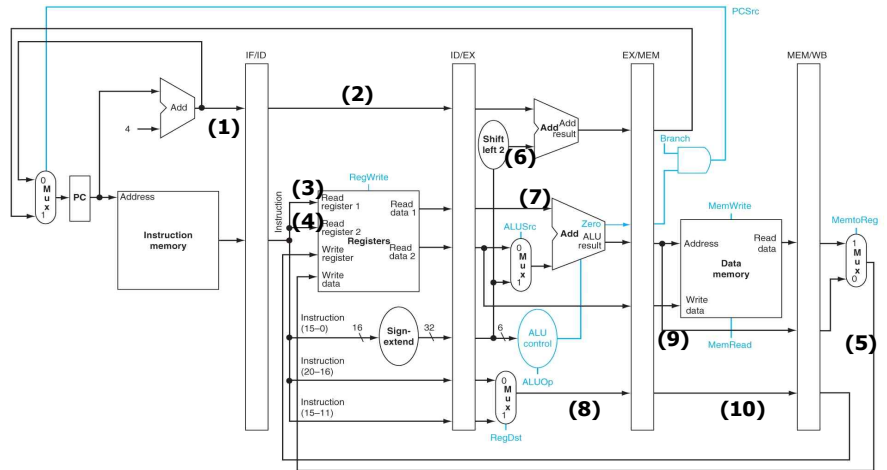 PCSrc
IF/ID
ID/EX
EX/MEM
MEM/WB
Add
4
(1)
(2)
Shift
left 2
(6)
Add
Add
result
Branch
0
M
u
x
1
PC
Address
Instruction
memory
Instruction
(3)
(4)
RegWrite
Read
register 1
Read
data 1
Read
register 2
Registers
Write
register
Read
data 2
Write
data
(7)
ALUSrc
0
M
u
x
1
Zero
Add
ALU
result
MemWrite
Address
Read
data
Data
memory
Write
data
MemRead
MemtoReg
1
M
u
x
0
(9)
(5)
Instruction
(15–0)
16
Sign-
extend
32
6
ALU
control
ALUOp
Instruction
(20–16)
0
M
u
x
1
(8)
(10)
Instruction
(15–11)
RegDst